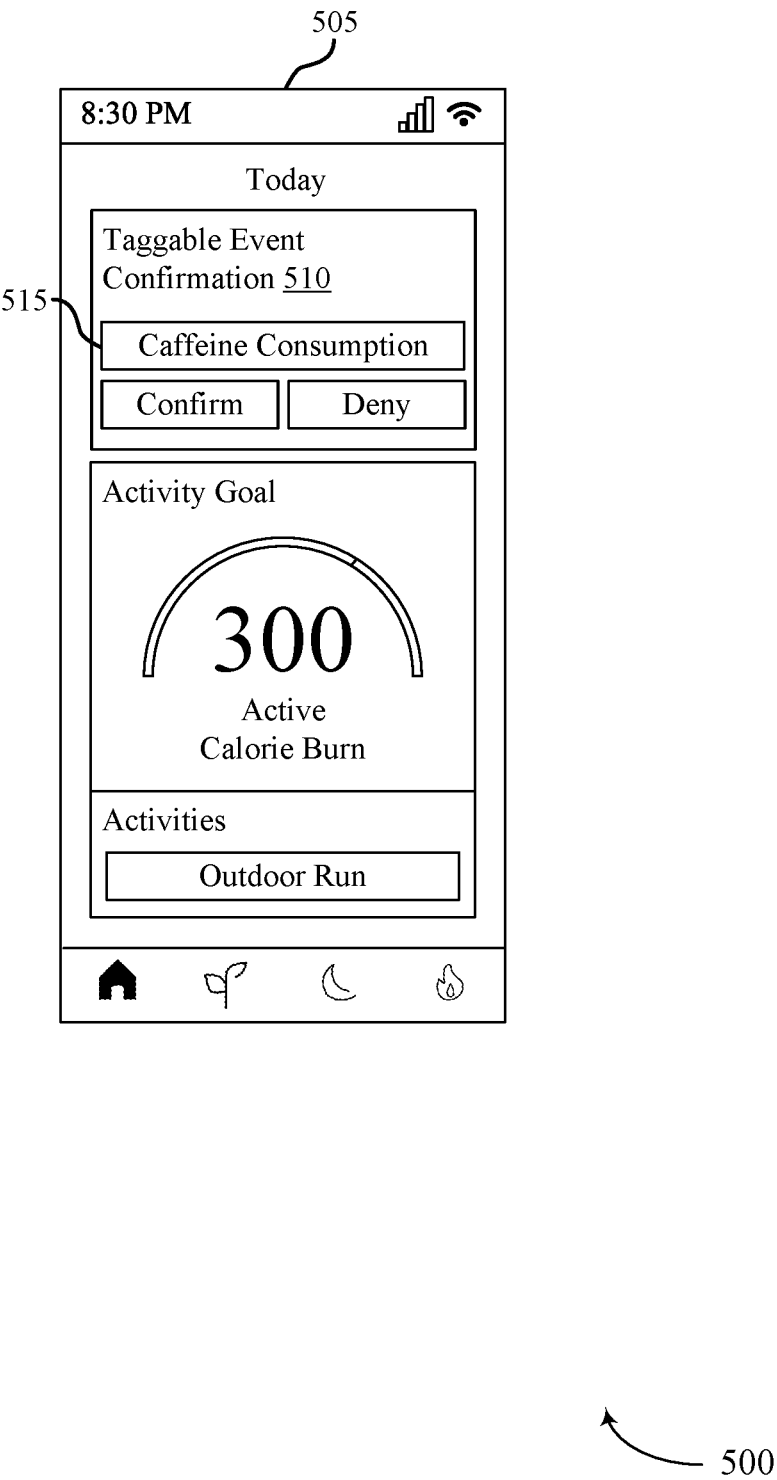 505
8:30 PM
Today
Taggable Event
Confirmation 510
515
Caffeine Consumption
Confirm Deny
Activity Goal
300
Active
Calorie Burn
Activities
Outdoor Run
500